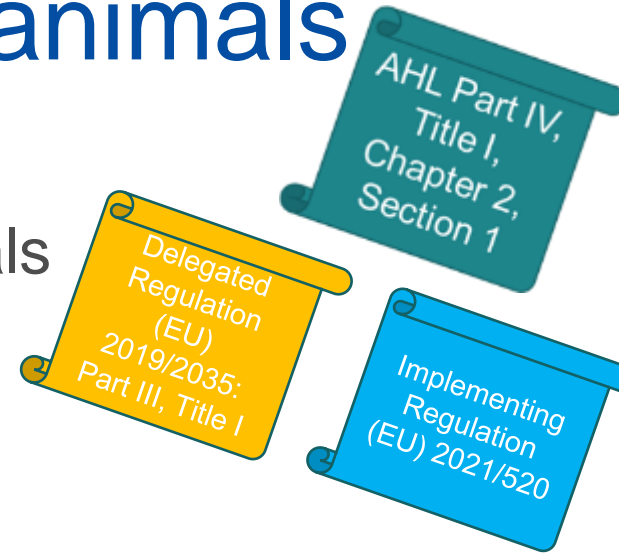 animals
AHL Part IV,
Title I,
Chapter 2,
Section 1
als
Delegated
Regulation
(EU)
2019/2035:
Part III, Title I
Implementing
Regulation
(EU) 2021/520